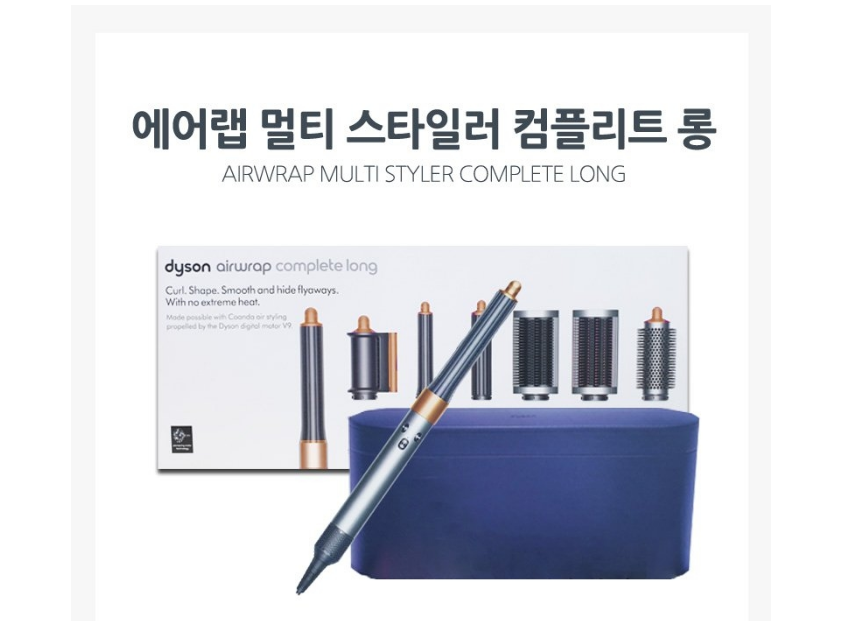 에어랩 멀티 스타일러 컴플리트 롱
AIRWRAP MULTI STYLER COMPLETE LONG
dyson airwrap complete long
Curl. Shape. Smooth and hide flyaways.
With no extreme heat.
Made possible with Coanda air styling
propelled by the Dyson digital motor V9